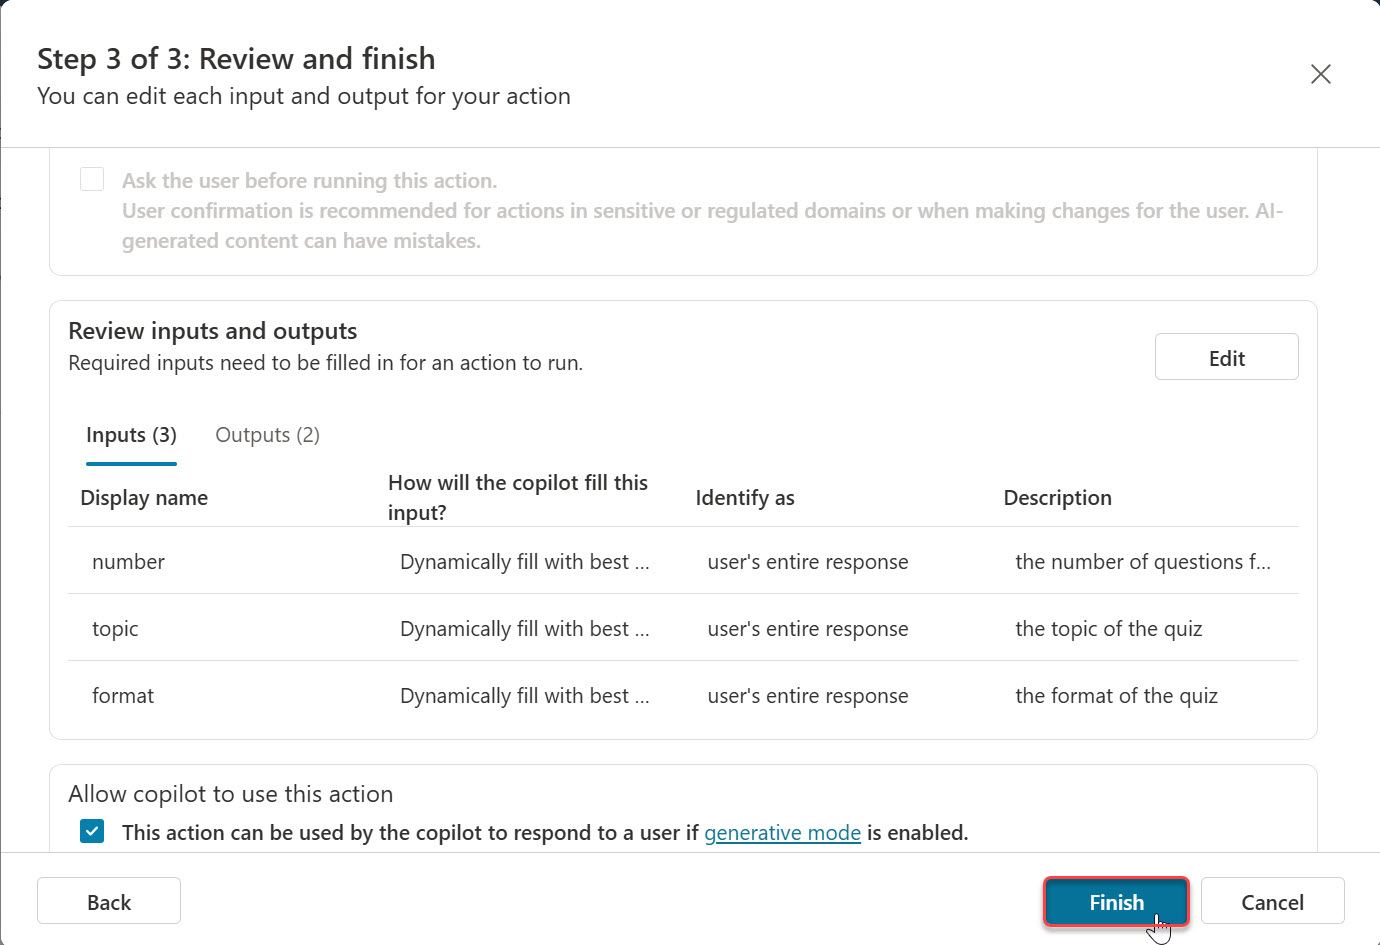 Step 3 of 3: Review and finish
You can edit each input and output for your action
Ask the user before running this action.
User confirmation is recommended for actions in sensitive or regulated domains or when making changes for the user. AI-
generated content can have mistakes.
Review inputs and outputs
Required inputs need to be filled in for an action to run.
Edit
Inputs (3) Outputs (2)
Display name How will the copilot fill this input? Identify as Description
number Dynamically fill with best ... user's entire response the number of questions f...
topic Dynamically fill with best ... user's entire response the topic of the quiz
format Dynamically fill with best ... user's entire response the format of the quiz
Allow copilot to use this action
This action can be used by the copilot to respond to a user if generative mode is enabled.
Back Finish Cancel